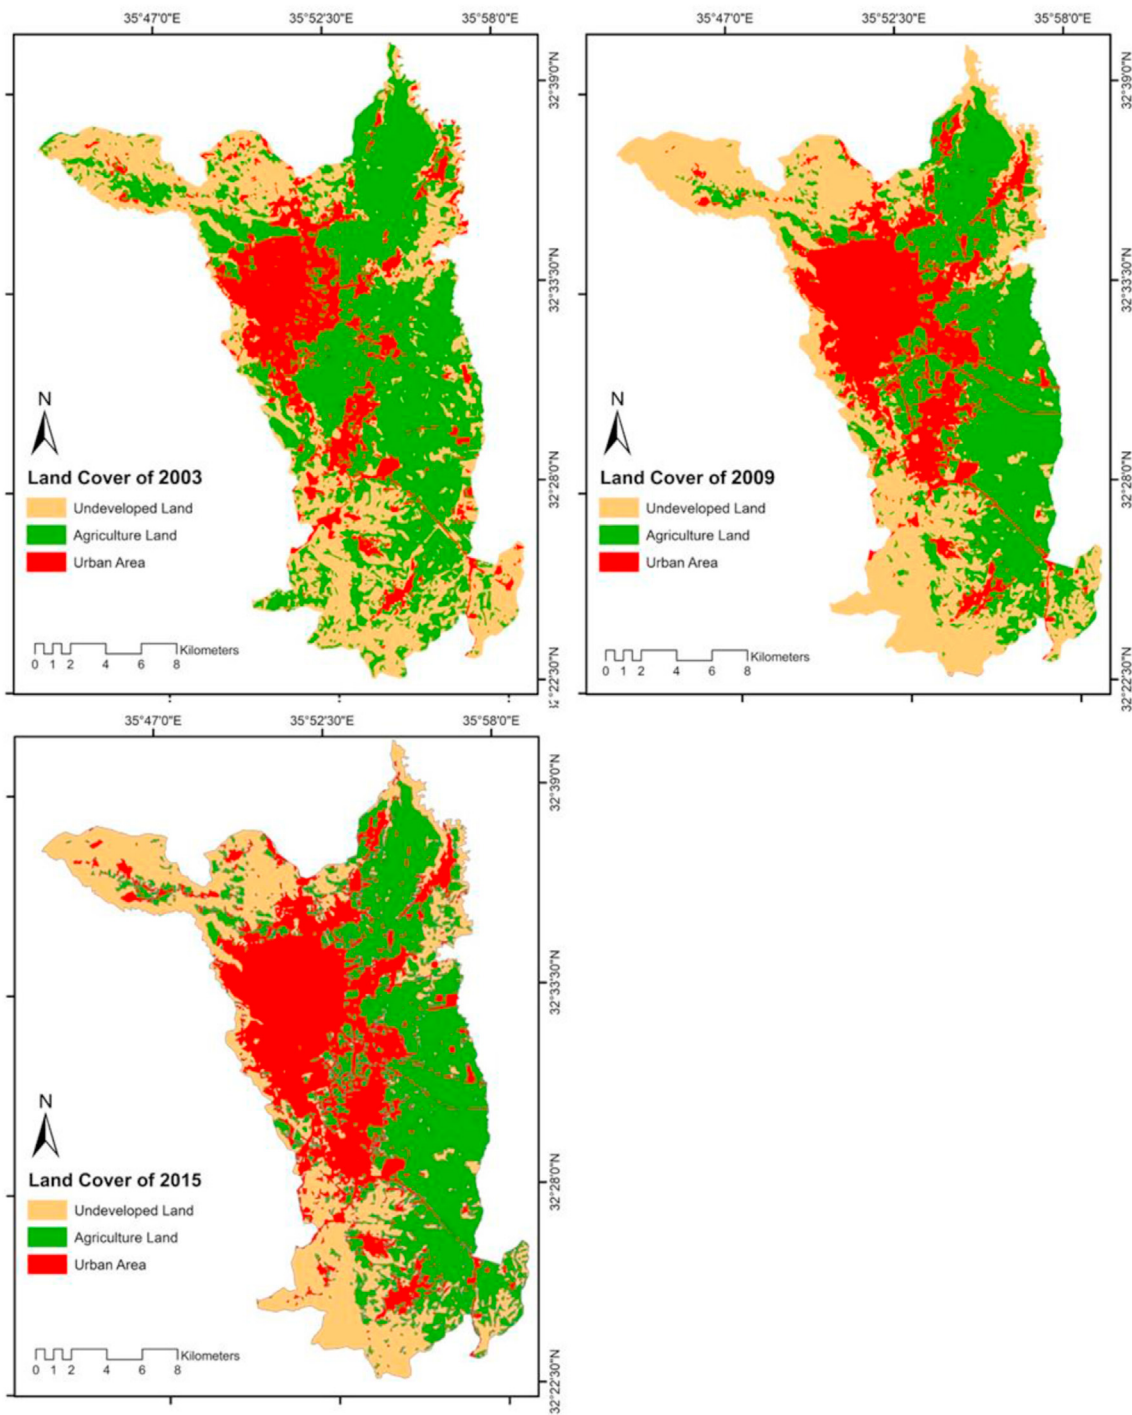 35°47'0"E 35°52'30"E 35°58'0"E
32°39'0"N
32°33'30"N
32°28'0"N
32°22'30"N
N
Land Cover of 2003
Undeveloped Land
Agriculture Land
Urban Area
0 1 2 4 6 8 Kilometers
35°47'0"E 35°52'30"E 35°58'0"E
32°39'0"N
32°33'30"N
32°28'0"N
32°22'30"N
N
Land Cover of 2009
Undeveloped Land
Agriculture Land
Urban Area
0 1 2 4 6 8 Kilometers
35°47'0"E 35°52'30"E 35°58'0"E
32°39'0"N
32°33'30"N
32°28'0"N
32°22'30"N
N
Land Cover of 2015
Undeveloped Land
Agriculture Land
Urban Area
0 1 2 4 6 8 Kilometers